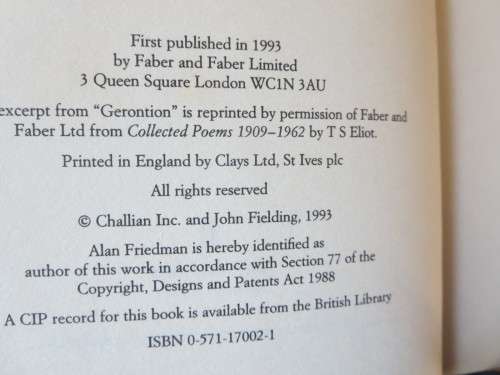 First published in 1993
by Faber and Faber Limited
3 Queen Square London WC1N 3AU
excerpt from "Gerontion" is reprinted by permission of Faber and
Faber Ltd from Collected Poems 1909–1962 by T S Eliot.
Printed in England by Clays Ltd, St Ives plc
All rights reserved
© Challian Inc. and John Fielding, 1993
Alan Friedman is hereby identified as
author of this work in accordance with Section 77 of the
Copyright, Designs and Patents Act 1988
A CIP record for this book is available from the British Library
ISBN 0-571-17002-1